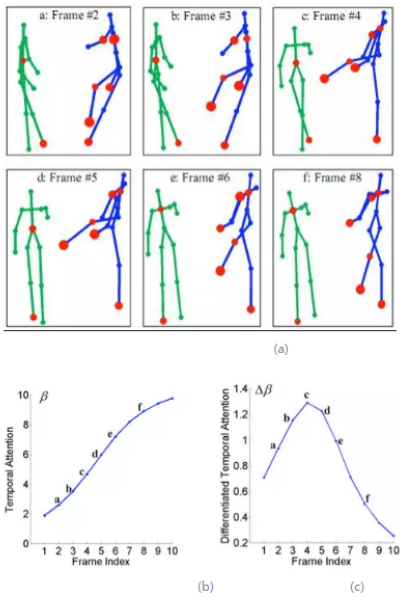 a: Frame #2
b: Frame #3
c: Frame #4
d: Frame #5
e: Frame #6
f: Frame #8
(a)
β
10
8
6
4
2
0
Temporal Attention
a
b
c
d
e
f
1 2 3 4 5 6 7 8 9 10
Frame Index
(b)
Δβ
1.4
1.2
1
0.8
0.6
0.4
0.2
Differentiated Temporal Attention
a
b
c
d
e
f
1 2 3 4 5 6 7 8 9 10
Frame Index
(c)